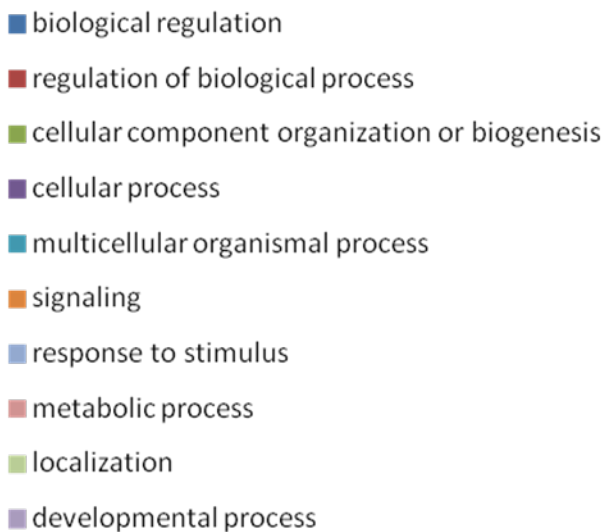 biological regulation
regulation of biological process
cellular component organization or biogenesis
cellular process
multicellular organismal process
signaling
response to stimulus
metabolic process
localization
developmental process